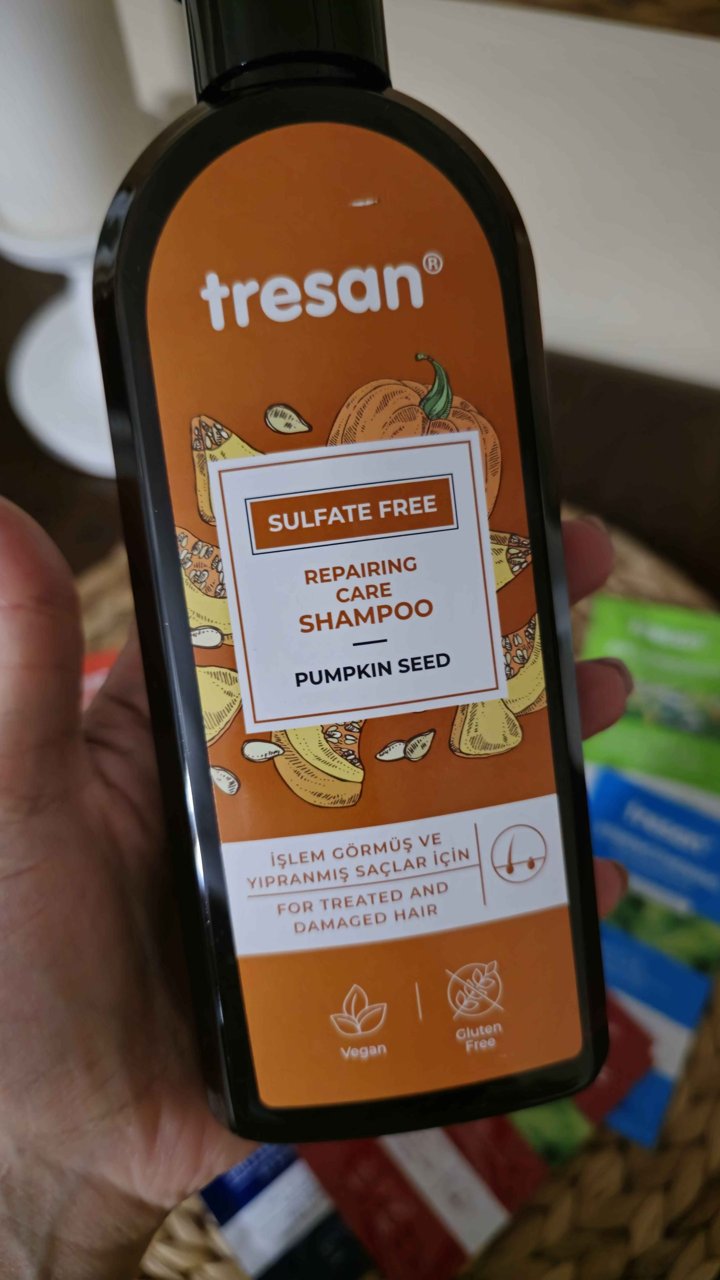 tresan®
SULFATE FREE
REPAIRING
CARE
SHAMPOO
PUMPKIN SEED
İŞLEM GÖRMÜŞ VE
YIPRANMIŞ SAÇLAR İÇİN
FOR TREATED AND
DAMAGED HAIR
Vegan
Gluten
Free
tresan